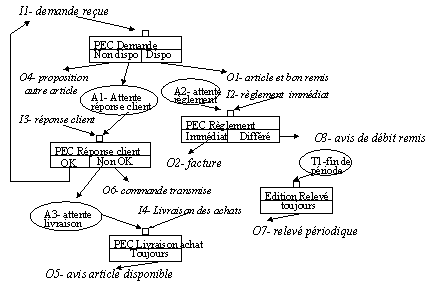 I1- demande reçue
PEC Demande
Non dispo Dispo
O4- proposition
autre article
A1- Attente
réponse client
A2- attente
règlement
O1- article et bon remis
I2- règlement immédiat
I3- réponse client
PEC Règlement
Immédiat Différé
O8- avis de débit remis
PEC Réponse client
OK Non OK
O2- facture
T1-fin de
période
O6- commande transmise
Edition Relevé
toujours
A3- attente
livraison
I4- Livraison des achats
O7- relevé périodique
PEC Livraison achat
Toujours
O5- avis article disponible